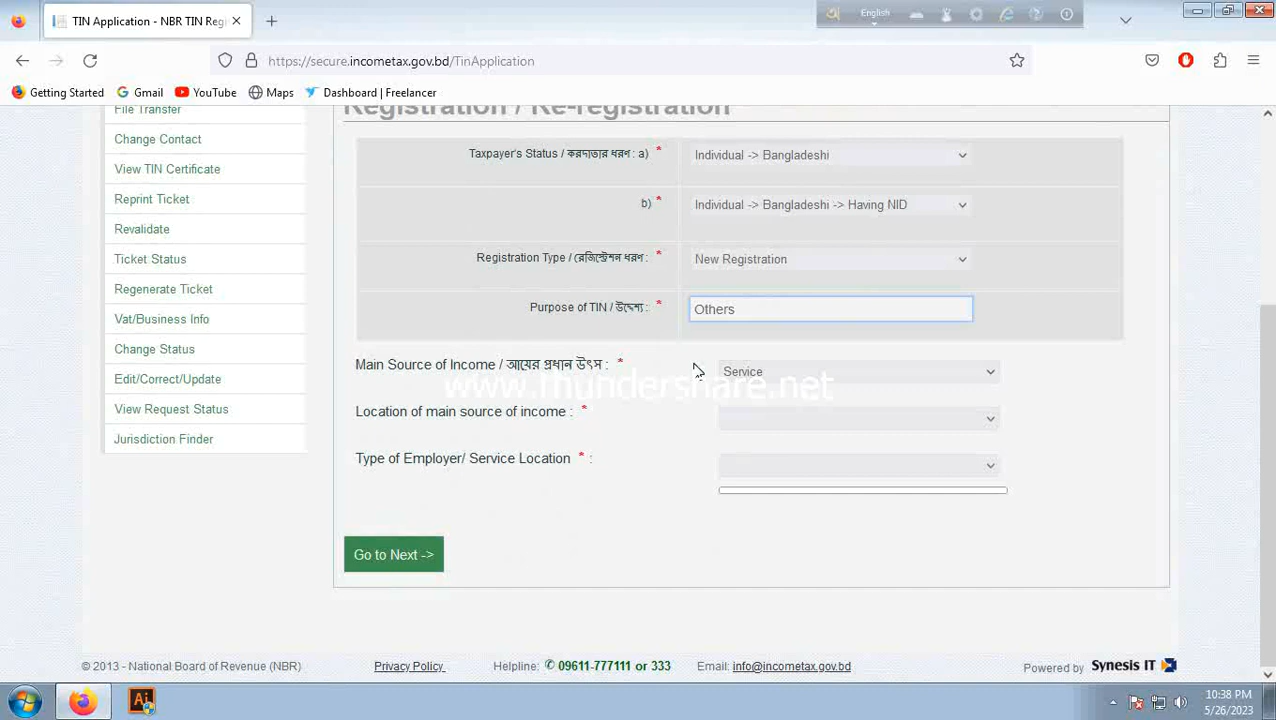 TIN Application - NBR TIN Reg
English
https://secure.incometax.gov.bd/TinApplication
Getting Started
Gmail
YouTube
Maps
Dashboard | Freelancer
Registration / Re-registration
File Transfer
Change Contact
View TIN Certificate
Reprint Ticket
Revalidate
Ticket Status
Regenerate Ticket
Vat/Business Info
Change Status
Edit/Correct/Update
View Request Status
Jurisdiction Finder
Taxpayer's Status / করদাতার ধরণ : a) * Individual -> Bangladeshi
b) * Individual -> Bangladeshi -> Having NID
Registration Type / রেজিস্ট্রেশন ধরণ : * New Registration
Purpose of TIN / উদ্দেশ্য : * Others
Main Source of Income / আয়ের প্রধান উৎস : * Service
www.thundershare.net
Location of main source of income : *
Type of Employer/ Service Location * :
Go to Next ->
© 2013 - National Board of Revenue (NBR)
Privacy Policy
Helpline: ✆ 09611-777111 or 333
Email: info@incometax.gov.bd
Powered by Synesis IT
Ai
10:38 PM
5/26/2023